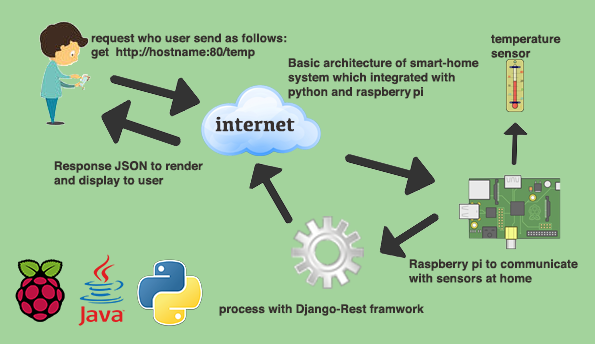 request who user send as follows:
get http://hostname:80/temp
Basic architecture of smart-home
system which integrated with
python and raspberry pi
temperature
sensor
internet
Response JSON to render
and display to user
Raspberry pi to communicate
with sensors at home
process with Django-Rest framwork
Java